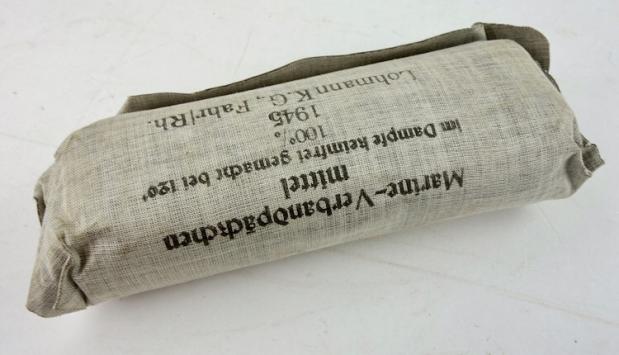 Marine-Verbandpäckchen
mittel
im Dampfe keimfrei gemacht bei 120°
100%
1945
Lohmann K.G., Fahr/Rh.